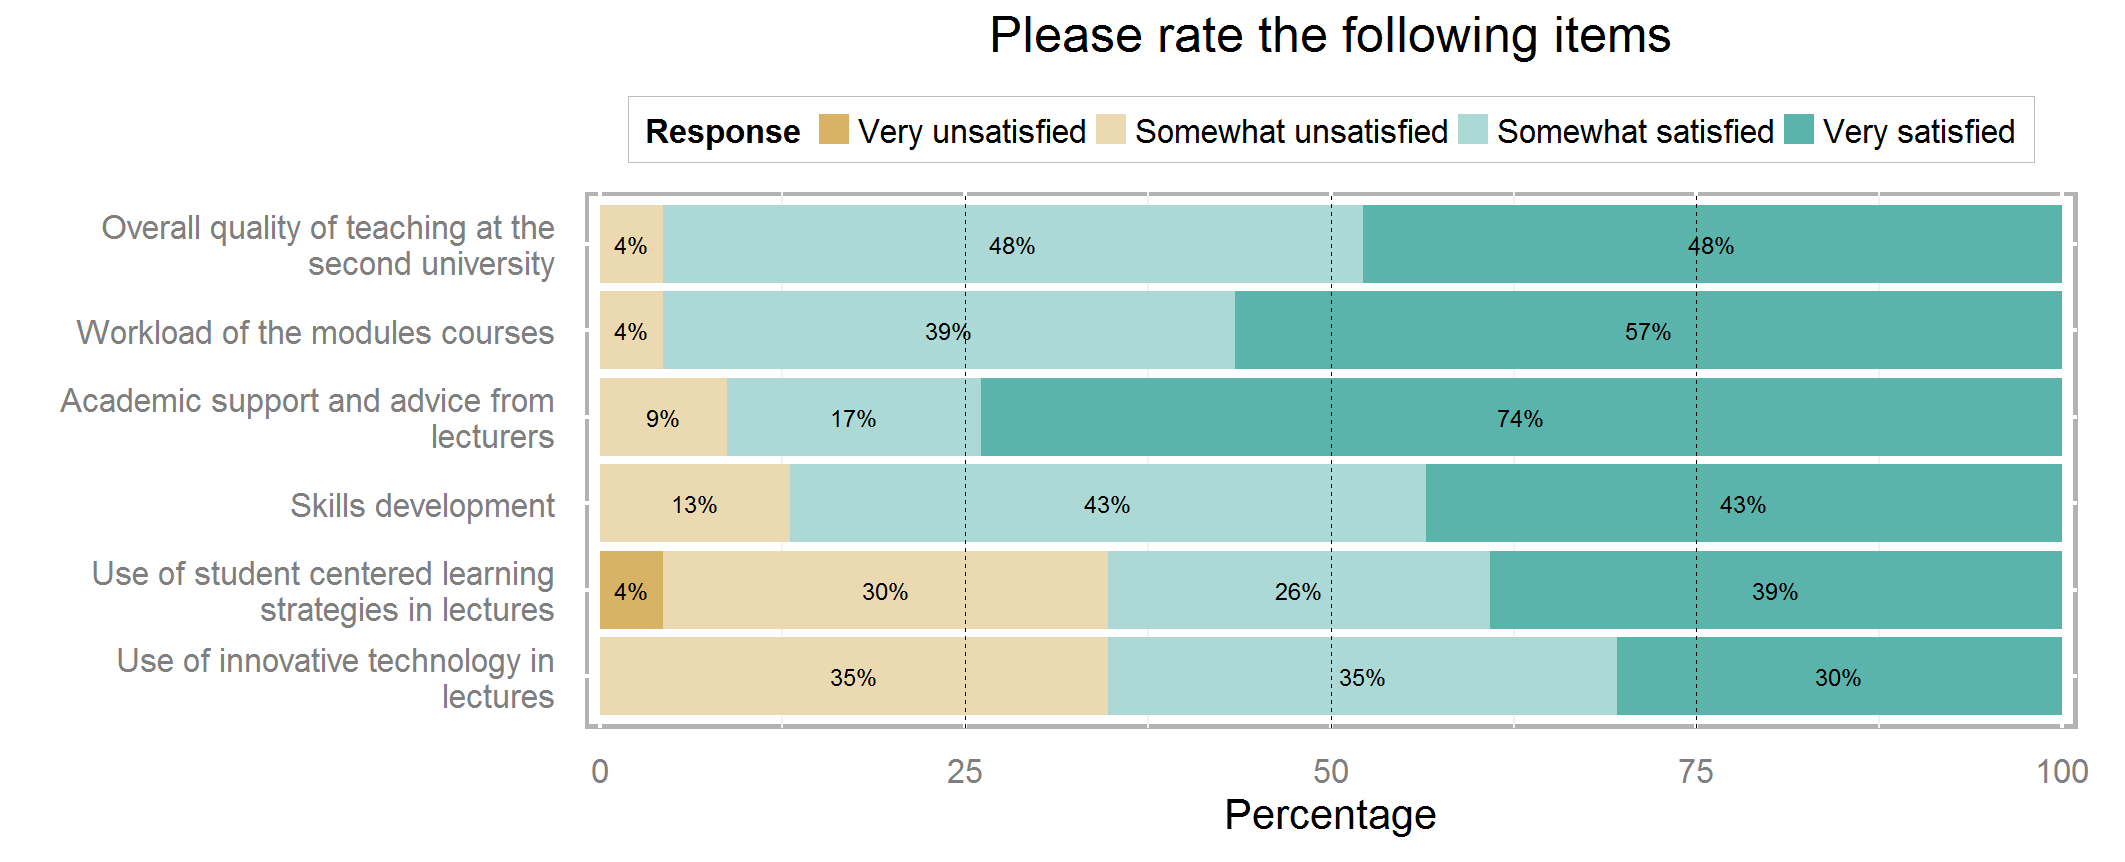 Please rate the following items
Response Very unsatisfied Somewhat unsatisfied Somewhat satisfied Very satisfied
Overall quality of teaching at the
second university
4% 48% 48%
Workload of the modules courses
4% 39% 57%
Academic support and advice from
lecturers
9% 17% 74%
Skills development
13% 43% 43%
Use of student centered learning
strategies in lectures
4% 30% 26% 39%
Use of innovative technology in
lectures
35% 35% 30%
0 25 50 75 100
Percentage